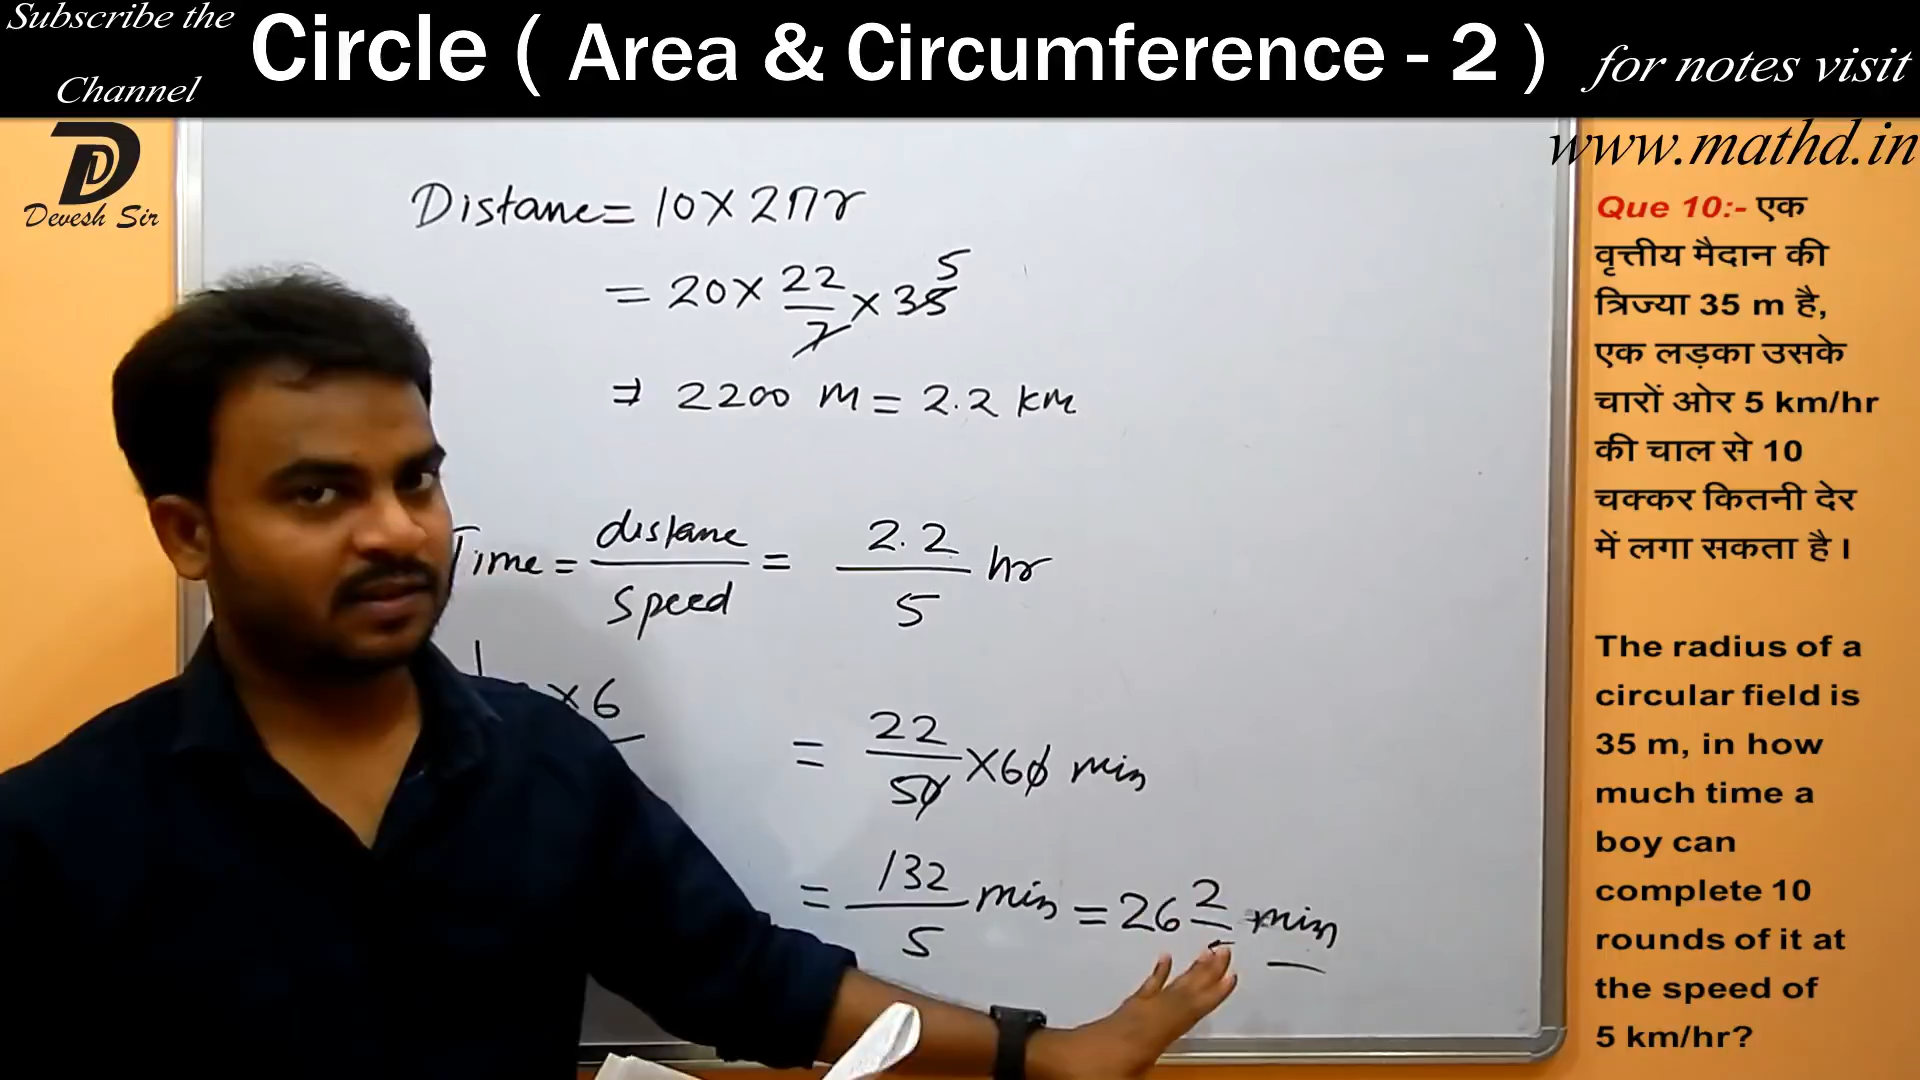 Subscribe the
Channel
Circle ( Area & Circumference - 2 )
for notes visit
www.mathd.in
D
Devesh Sir
Distane = 10 × 2πr
= 20 × 22/7 × 35 5
⇒ 2200 m = 2.2 km
Time = distane/speed = 2.2/5 hr
× 6
= 22/50 × 60 min
= 132/5 min = 26 2/5 min
Que 10:- एक
वृत्तीय मैदान की
त्रिज्या 35 m है,
एक लड़का उसके
चारों ओर 5 km/hr
की चाल से 10
चक्कर कितनी देर
में लगा सकता है ।
The radius of a
circular field is
35 m, in how
much time a
boy can
complete 10
rounds of it at
the speed of
5 km/hr?